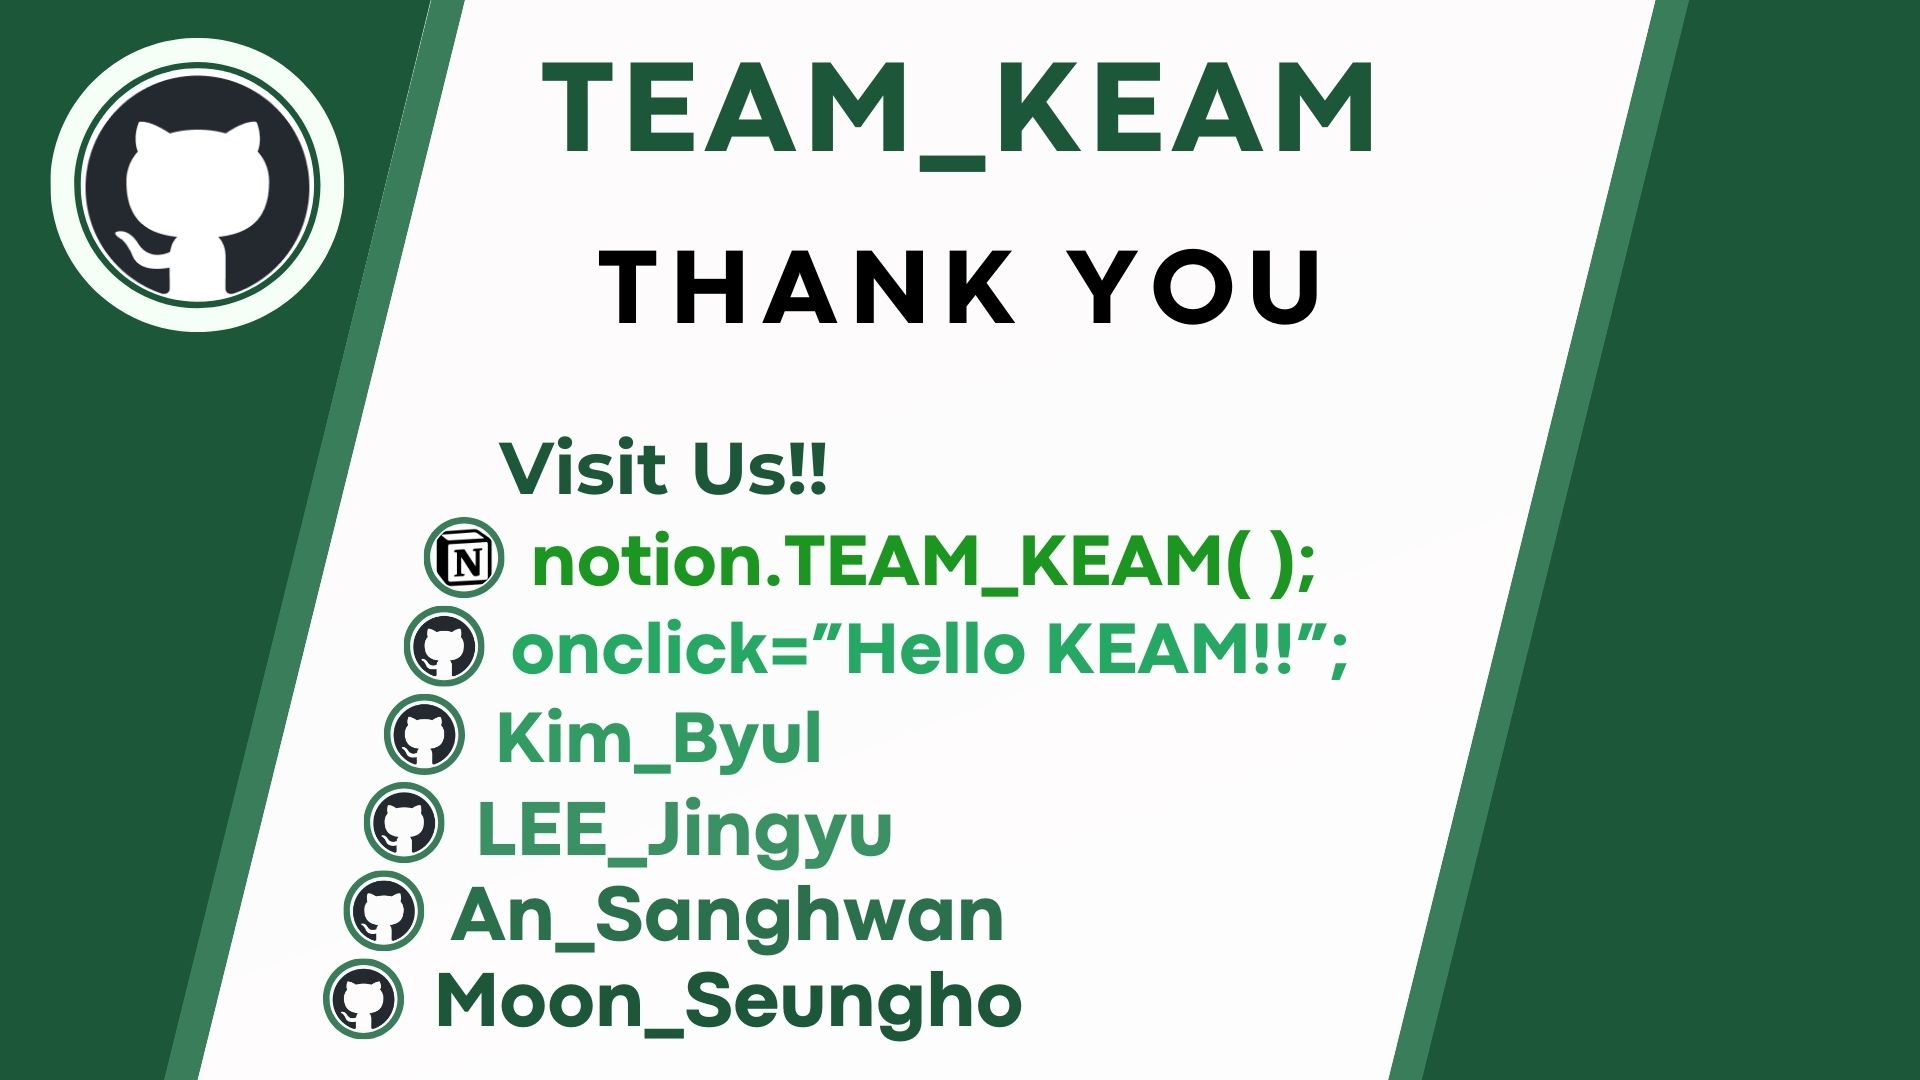 TEAM_KEAM
THANK YOU
Visit Us!!
N
notion.TEAM_KEAM( );
onclick=”Hello KEAM!!”;
Kim_Byul
LEE_Jingyu
An_Sanghwan
Moon_Seungho